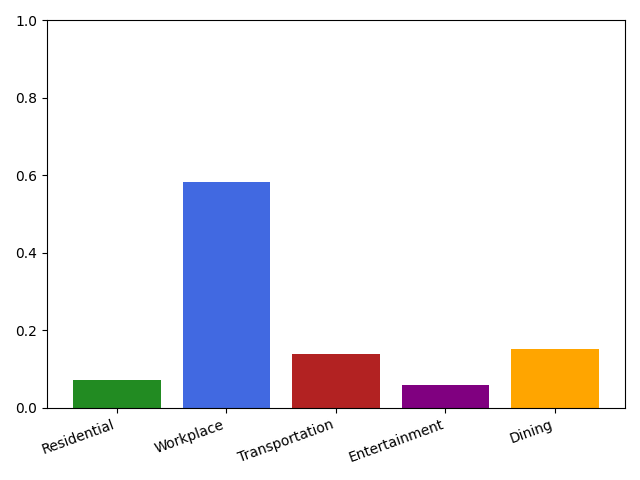 1.0
0.8
0.6
0.4
0.2
0.0
Residential
Workplace
Transportation
Entertainment
Dining